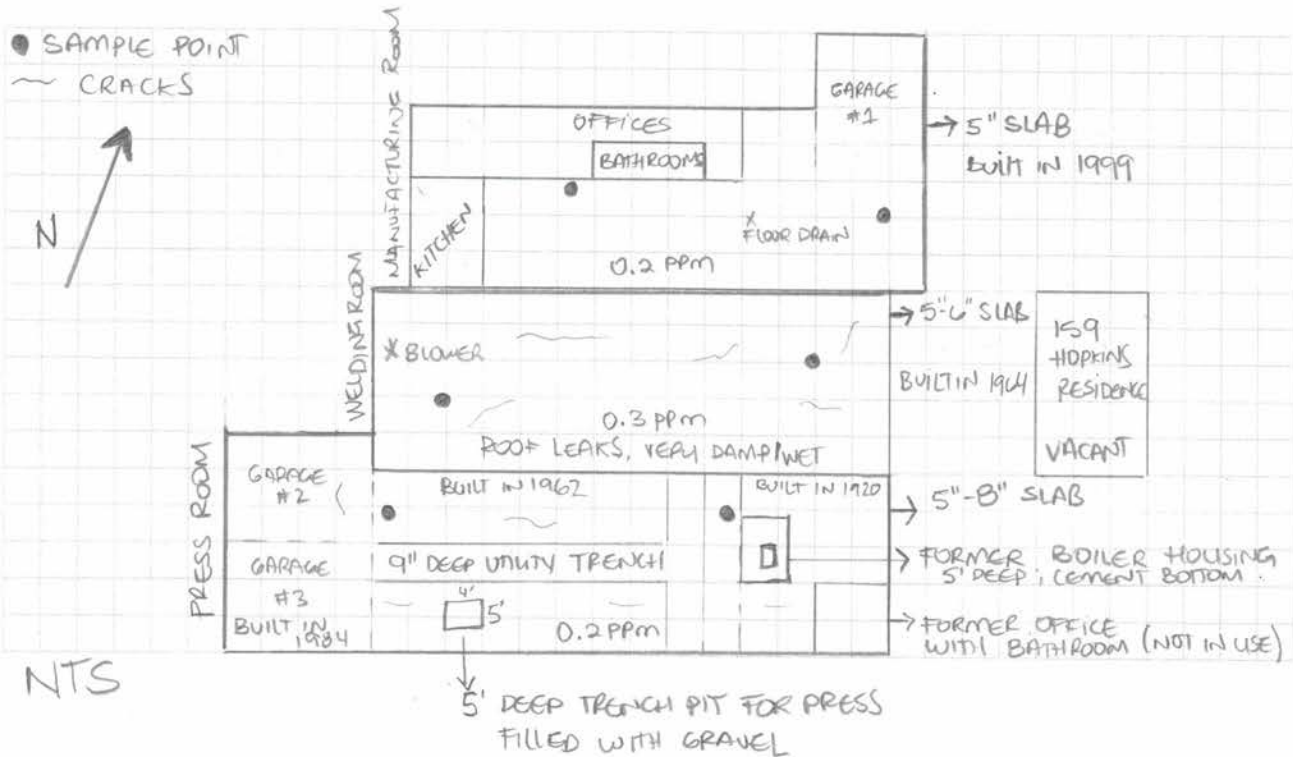 SAMPLE POINT
CRACKS
N
MANUFACTURING ROOM
OFFICES
BATHROOMS
KITCHEN
GARAGE
#1
X
FLOOR DRAIN
0.2 PPM
5" SLAB
BUILT IN 1999
WELDING ROOM
* BLOWER
0.3 PPM
ROOF LEAKS, VERY DAMP/WET
5"-6" SLAB
BUILT IN 1964
159
HOPKINS
RESIDENCE
VACANT
PRESS ROOM
GARAGE
#2
BUILT IN 1962
BUILT IN 1920
5"-8" SLAB
9" DEEP UTILITY TRENCH
FORMER BOILER HOUSING
5' DEEP, CEMENT BOTTOM.
GARAGE
#3
BUILT IN
1984
4'
5'
0.2 PPM
FORMER OFFICE
WITH BATHROOM (NOT IN USE)
NTS
5' DEEP TRENCH PIT FOR PRESS
FILLED WITH GRAVEL